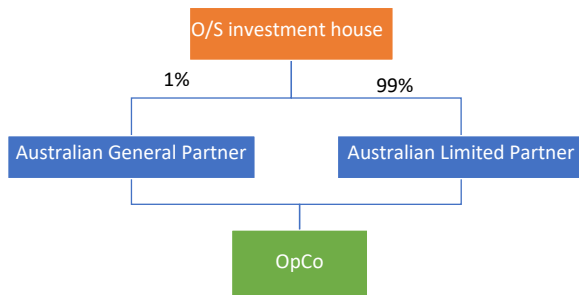 O/S investment house
1%
99%
Australian General Partner
Australian Limited Partner
OpCo